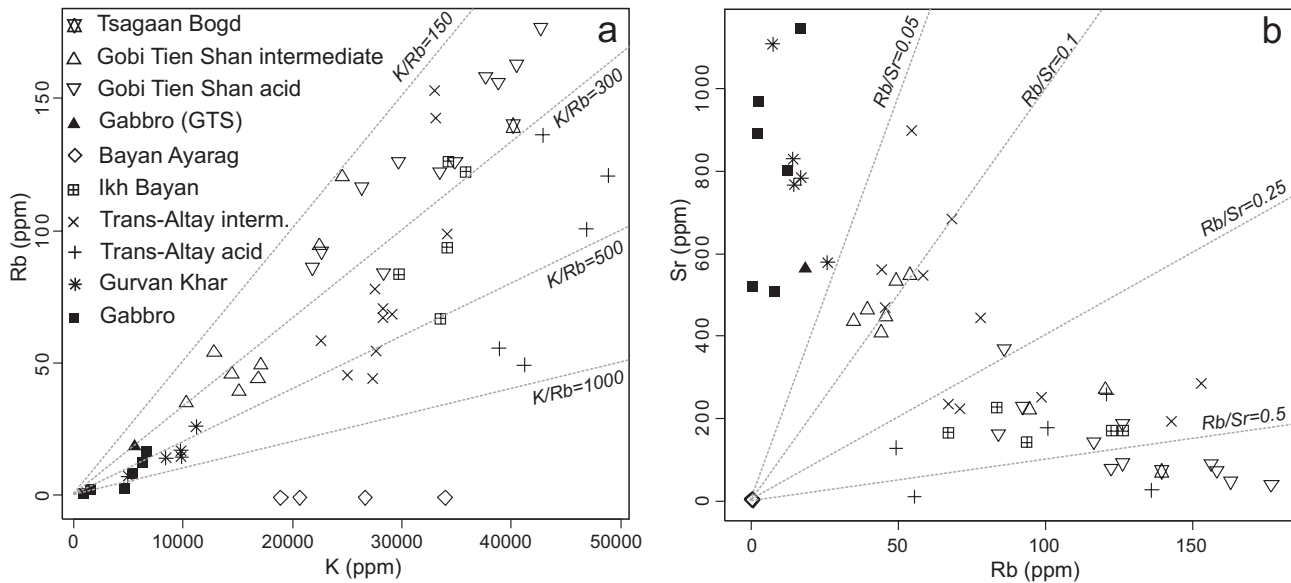 a
Tsagaan Bogd
Gobi Tien Shan intermediate
Gobi Tien Shan acid
Gabbro (GTS)
Bayan Ayarag
Ikh Bayan
Trans-Altay interm.
Trans-Altay acid
Gurvan Khar
Gabbro
K/Rb=150
K/Rb=300
K/Rb=500
K/Rb=1000
Rb (ppm)
150
100
50
0
0 10000 20000 30000 40000 50000
K (ppm)
b
Rb/Sr=0.05
Rb/Sr=0.1
Rb/Sr=0.25
Rb/Sr=0.5
Sr (ppm)
1000
800
600
400
200
0
0 50 100 150
Rb (ppm)